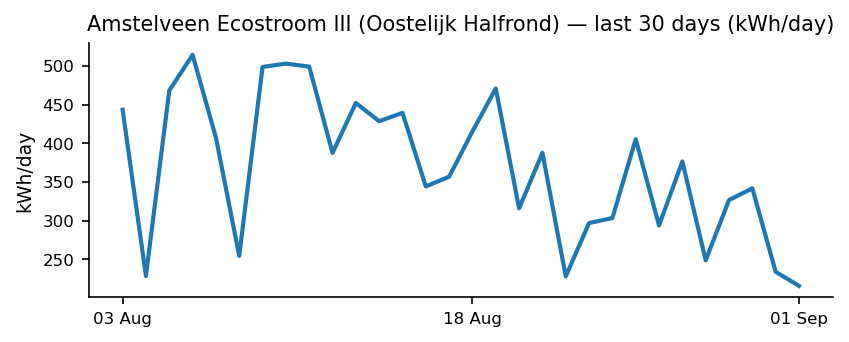 Amstelveen Ecostroom III (Oostelijk Halfrond) — last 30 days (kWh/day)
kWh/day
500
450
400
350
300
250
03 Aug
18 Aug
01 Sep